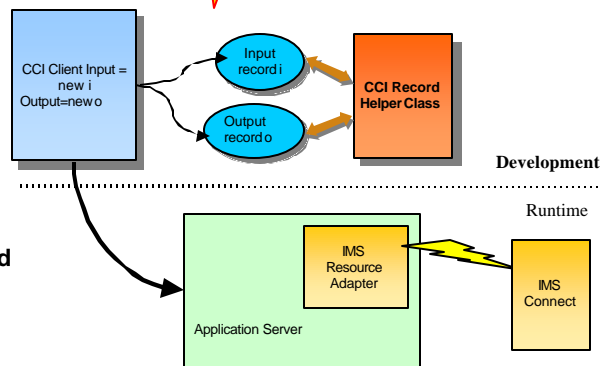 CCI Client Input =
new i
Output=new o
Input
record i
Output
record o
CCI Record
Helper Class
Development
Runtime
d
IMS
Resource
Adapter
Application Server
IMS
Connect